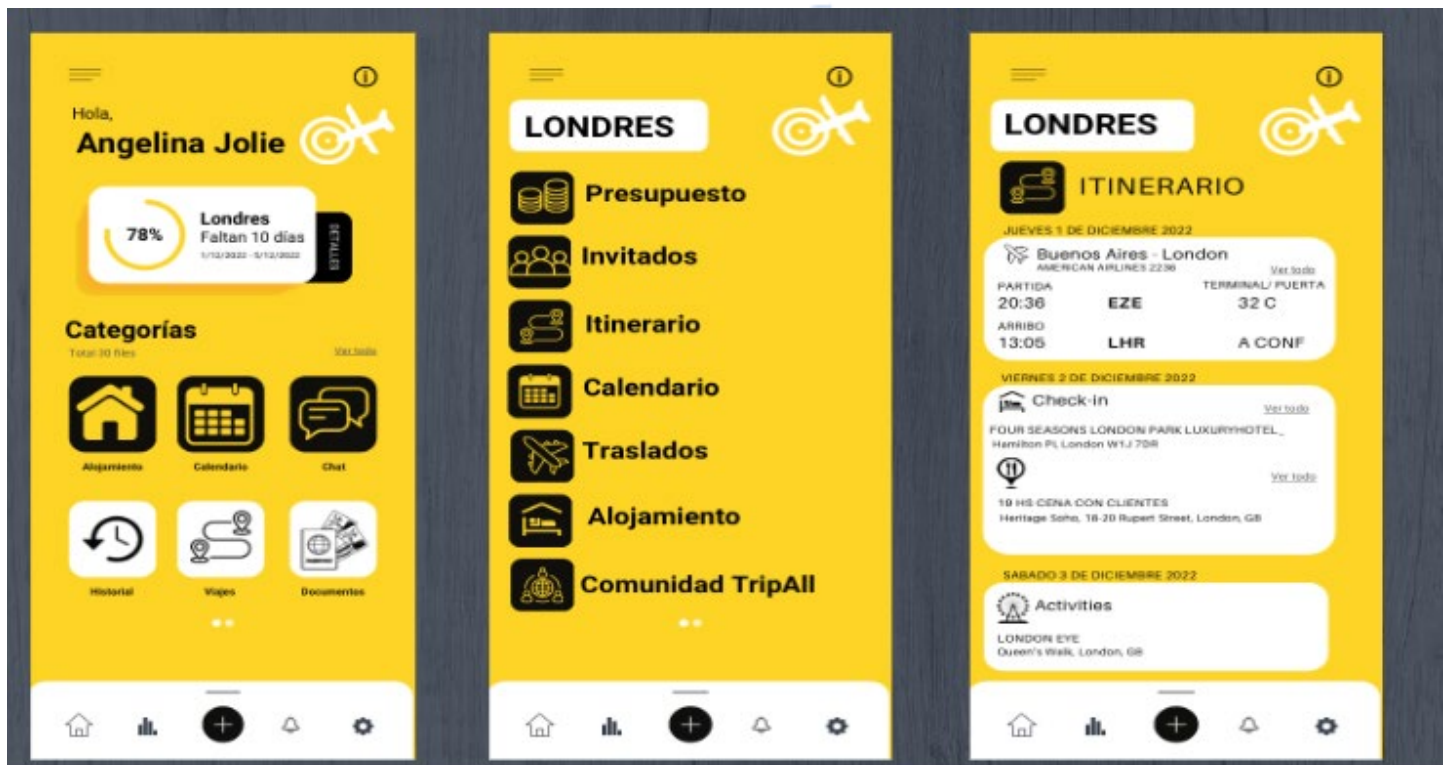 Hola,
Angelina Jolie
78%
Londres
Faltan 10 días
1/12/2022 - 5/12/2022
DETALLES
Categorías
Total 30 files
Ver todo
Alojamiento
Calendario
Chat
Historial
Viajes
Documentos
LONDRES
Presupuesto
Invitados
Itinerario
Calendario
Traslados
Alojamiento
Comunidad TripAll
LONDRES
ITINERARIO
JUEVES 1 DE DICIEMBRE 2022
Buenos Aires - London
AMERICAN AIRLINES 2236
Ver todo
PARTIDA TERMINAL/ PUERTA
20:36 EZE 32 C
ARRIBO
13:05 LHR A CONF
VIERNES 2 DE DICIEMBRE 2022
Check-in
Ver todo
FOUR SEASONS LONDON PARK LUXURYHOTEL_
Hamilton Pl, London W1J 7DR
Ver todo
19 HS CENA CON CLIENTES
Heritage Soho, 18-20 Rupert Street, London, GB
SABADO 3 DE DICIEMBRE 2022
Activities
LONDON EYE
Queen's Walk, London, GB